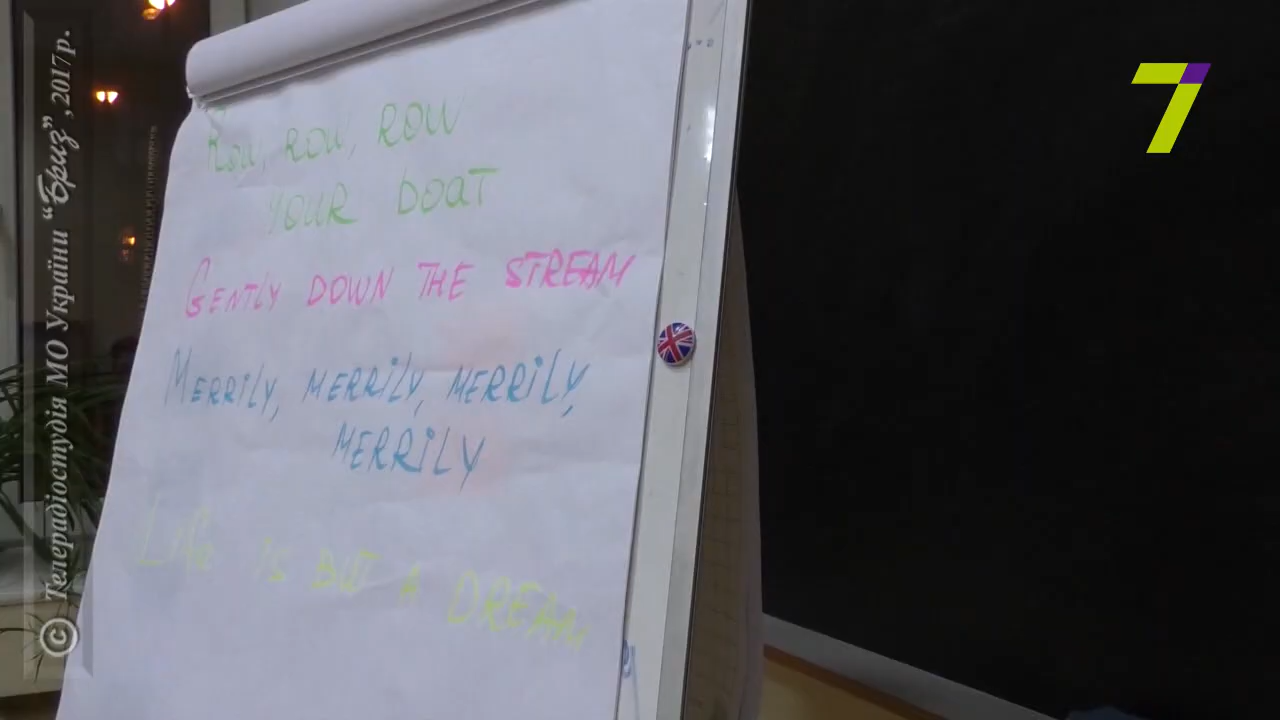 Row, ROW, ROW
YOUR boat
GENTLY DOWN THE STREAM
MERRiLY, MERRiLY, MERRiLY,
MERRiLY
Life is BUT A DREAM
7
© Телерадіостудія МО України “Бриз”, 2017р.